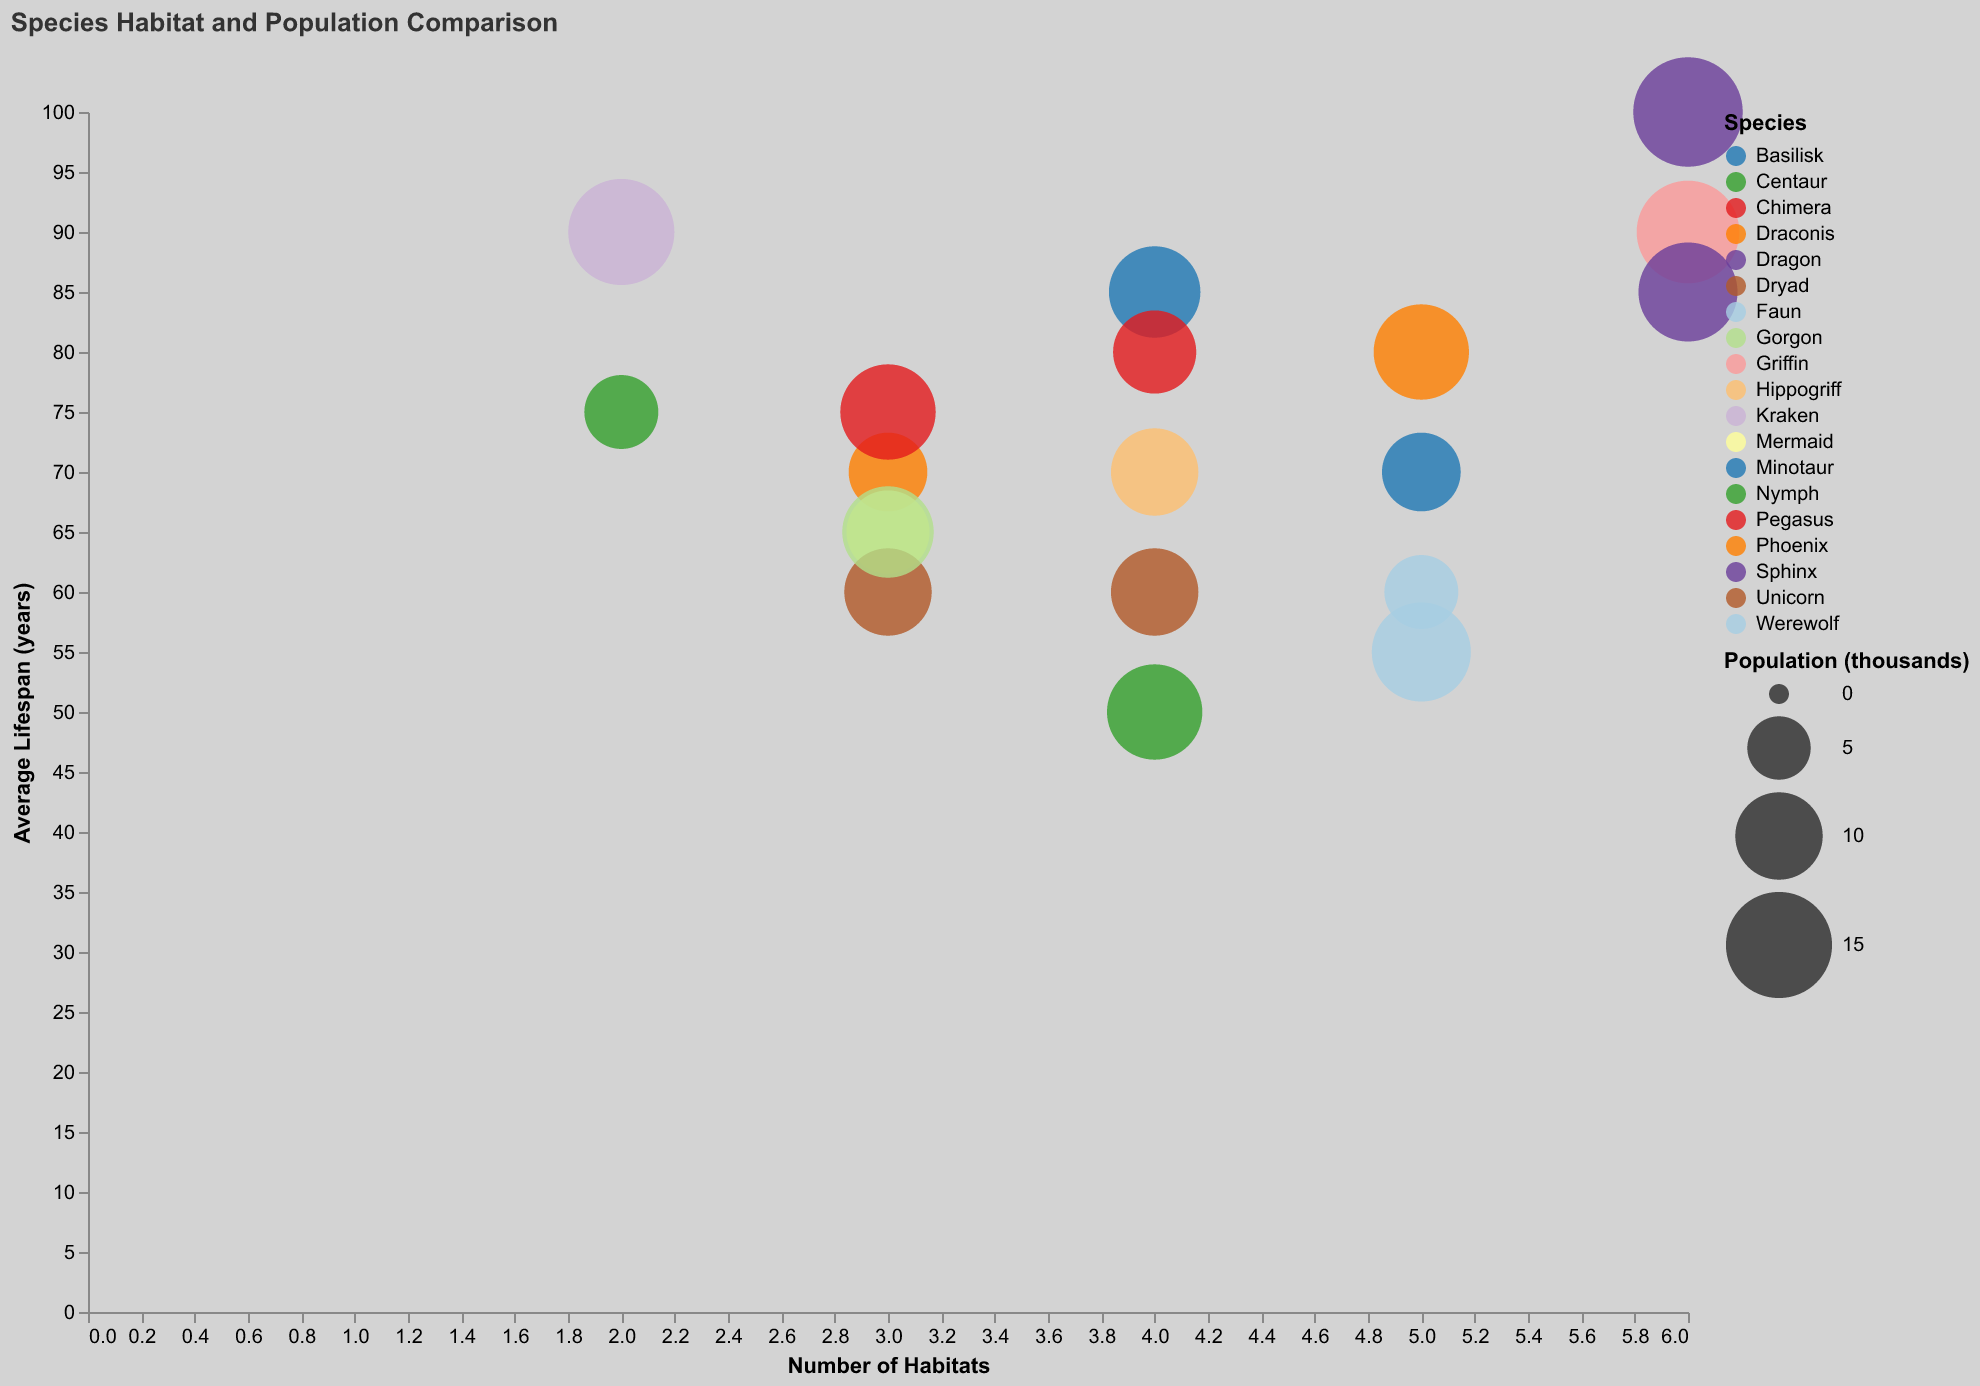 Species Habitat and Population Comparison
100
95
90
85
80
75
70
65
60
55
50
45
40
35
30
25
20
15
10
5
0
Average Lifespan (years)
0.0 0.2 0.4 0.6 0.8 1.0 1.2 1.4 1.6 1.8 2.0 2.2 2.4 2.6 2.8 3.0 3.2 3.4 3.6 3.8 4.0 4.2 4.4 4.6 4.8 5.0 5.2 5.4 5.6 5.8 6.0
Number of Habitats
Species
Basilisk
Centaur
Chimera
Draconis
Dragon
Dryad
Faun
Gorgon
Griffin
Hippogriff
Kraken
Mermaid
Minotaur
Nymph
Pegasus
Phoenix
Sphinx
Unicorn
Werewolf
Population (thousands)
0
5
10
15